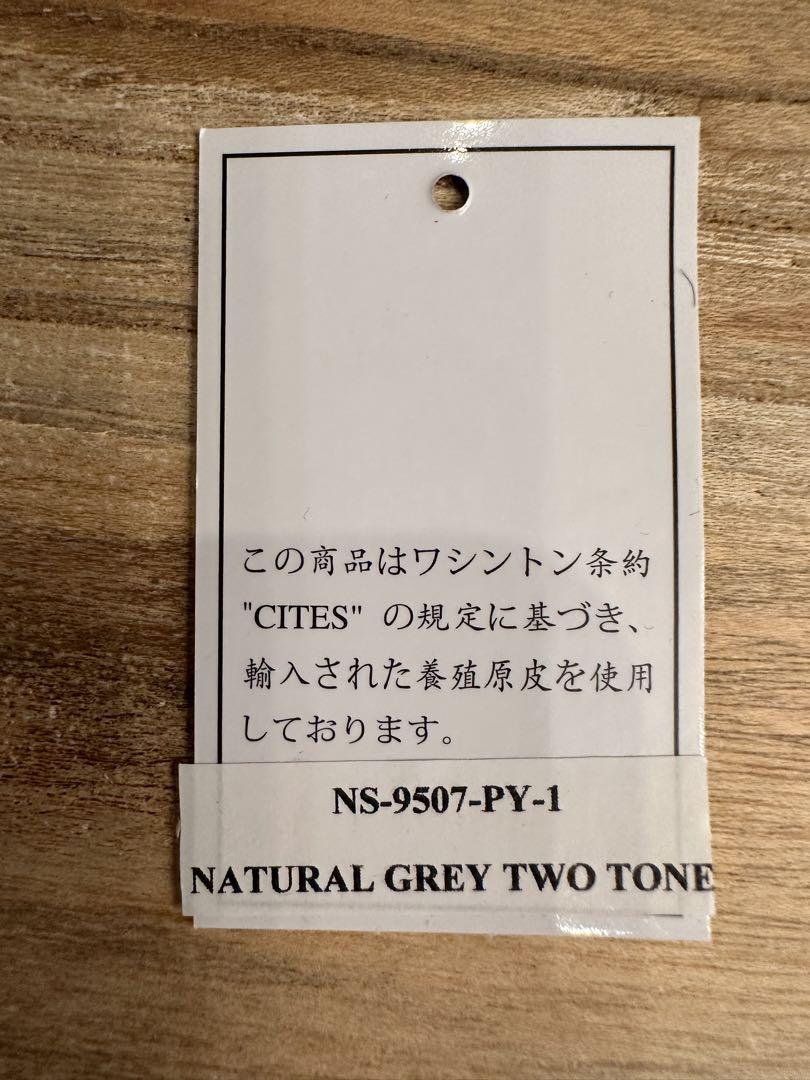 この商品はワシントン条約
"CITES" の規定に基づき、
輸入された養殖原皮を使用
しております。
NS-9507-PY-1
NATURAL GREY TWO TONE